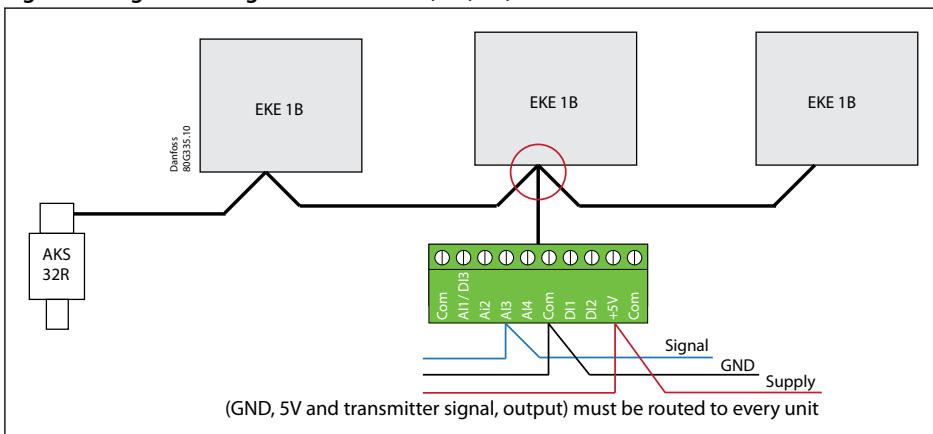 EKE 1B
EKE 1B
EKE 1B
Danfoss
80G335.10
AKS
32R
Com
AI1 / DI3
Ai2
AI3
AI4
Com
DI1
DI2
+5V
Com
Signal
GND
Supply
(GND, 5V and transmitter signal, output) must be routed to every unit